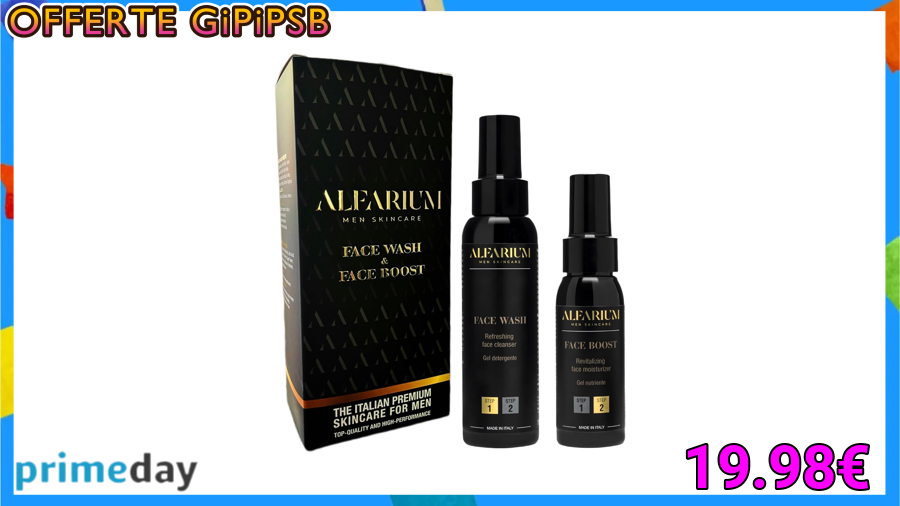 OFFERTE GiPiPSB
ALFARIUM
MEN SKINCARE
FACE WASH
&
FACE BOOST
THE ITALIAN PREMIUM
SKINCARE FOR MEN
TOP-QUALITY AND HIGH-PERFORMANCE
ALFARIUM
MEN SKINCARE
FACE WASH
Refreshing
face cleanser
Gel detergente
STEP STEP
1 2
MADE IN ITALY
ALFARIUM
MEN SKINCARE
FACE BOOST
Revitalizing
face moisturizer
Gel nutriente
STEP STEP
1 2
MADE IN ITALY
primeday
19.98€